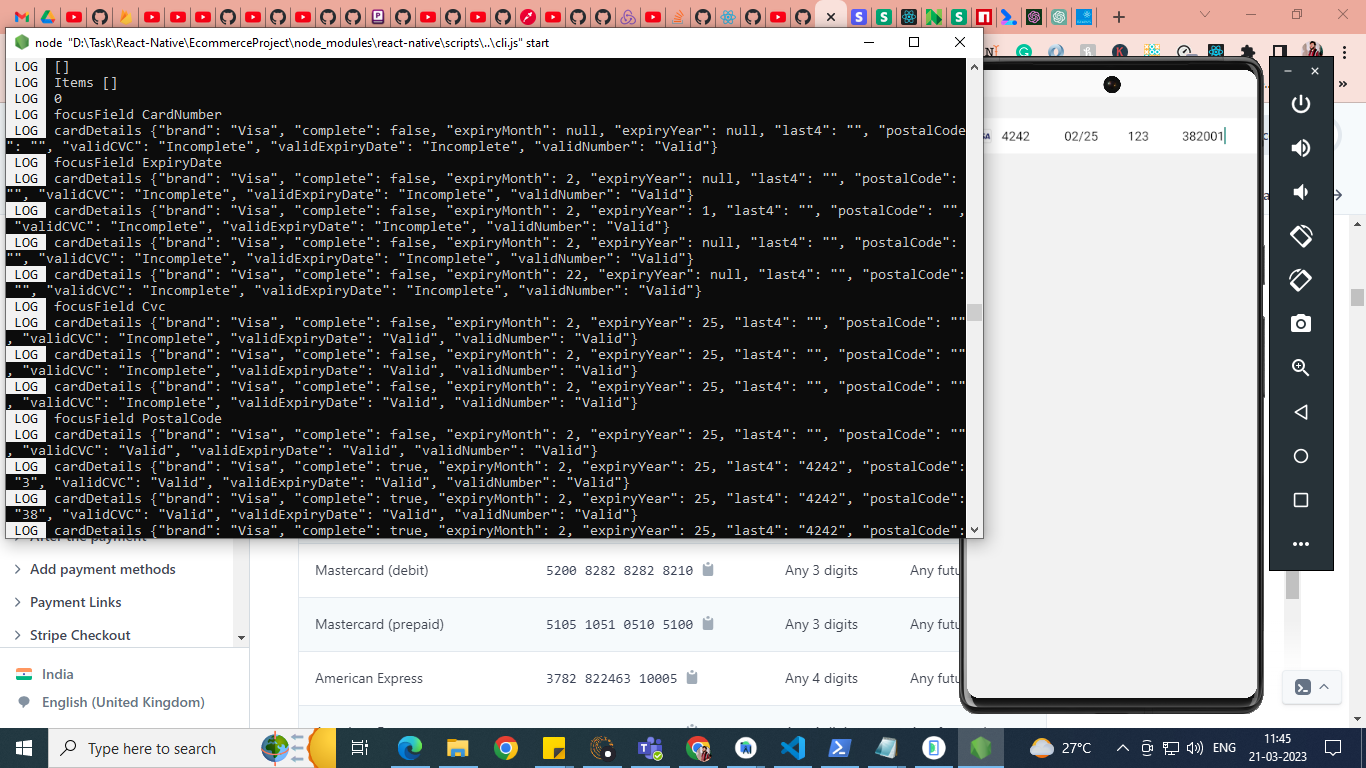 node "D:\Task\React-Native\EcommerceProject\node_modules\react-native\scripts\..\cli.js" start
LOG []
LOG Items []
LOG 0
LOG focusField CardNumber
LOG cardDetails {"brand": "Visa", "complete": false, "expiryMonth": null, "expiryYear": null, "last4": "", "postalCode
": "", "validCVC": "Incomplete", "validExpiryDate": "Incomplete", "validNumber": "Valid"}
LOG focusField ExpiryDate
LOG cardDetails {"brand": "Visa", "complete": false, "expiryMonth": 2, "expiryYear": null, "last4": "", "postalCode":
"", "validCVC": "Incomplete", "validExpiryDate": "Incomplete", "validNumber": "Valid"}
LOG cardDetails {"brand": "Visa", "complete": false, "expiryMonth": 2, "expiryYear": 1, "last4": "", "postalCode": "",
"validCVC": "Incomplete", "validExpiryDate": "Incomplete", "validNumber": "Valid"}
LOG cardDetails {"brand": "Visa", "complete": false, "expiryMonth": 2, "expiryYear": null, "last4": "", "postalCode":
"", "validCVC": "Incomplete", "validExpiryDate": "Incomplete", "validNumber": "Valid"}
LOG cardDetails {"brand": "Visa", "complete": false, "expiryMonth": 22, "expiryYear": null, "last4": "", "postalCode":
"", "validCVC": "Incomplete", "validExpiryDate": "Incomplete", "validNumber": "Valid"}
LOG focusField Cvc
LOG cardDetails {"brand": "Visa", "complete": false, "expiryMonth": 2, "expiryYear": 25, "last4": "", "postalCode": ""
, "validCVC": "Incomplete", "validExpiryDate": "Valid", "validNumber": "Valid"}
LOG cardDetails {"brand": "Visa", "complete": false, "expiryMonth": 2, "expiryYear": 25, "last4": "", "postalCode": ""
, "validCVC": "Incomplete", "validExpiryDate": "Valid", "validNumber": "Valid"}
LOG cardDetails {"brand": "Visa", "complete": false, "expiryMonth": 2, "expiryYear": 25, "last4": "", "postalCode": ""
, "validCVC": "Incomplete", "validExpiryDate": "Valid", "validNumber": "Valid"}
LOG focusField PostalCode
LOG cardDetails {"brand": "Visa", "complete": false, "expiryMonth": 2, "expiryYear": 25, "last4": "", "postalCode": ""
, "validCVC": "Valid", "validExpiryDate": "Valid", "validNumber": "Valid"}
LOG cardDetails {"brand": "Visa", "complete": true, "expiryMonth": 2, "expiryYear": 25, "last4": "4242", "postalCode":
"3", "validCVC": "Valid", "validExpiryDate": "Valid", "validNumber": "Valid"}
LOG cardDetails {"brand": "Visa", "complete": true, "expiryMonth": 2, "expiryYear": 25, "last4": "4242", "postalCode":
"38", "validCVC": "Valid", "validExpiryDate": "Valid", "validNumber": "Valid"}
LOG cardDetails {"brand": "Visa", "complete": true, "expiryMonth": 2, "expiryYear": 25, "last4": "4242", "postalCode":
4242 02/25 123 382001
After the payment
Add payment methods
Payment Links
Stripe Checkout
India
English (United Kingdom)
Mastercard (debit) 5200 8282 8282 8210 Any 3 digits Any futu
Mastercard (prepaid) 5105 1051 0510 5100 Any 3 digits Any futu
American Express 3782 822463 10005 Any 4 digits Any futu
Type here to search
27°C
ENG
11:45
21-03-2023